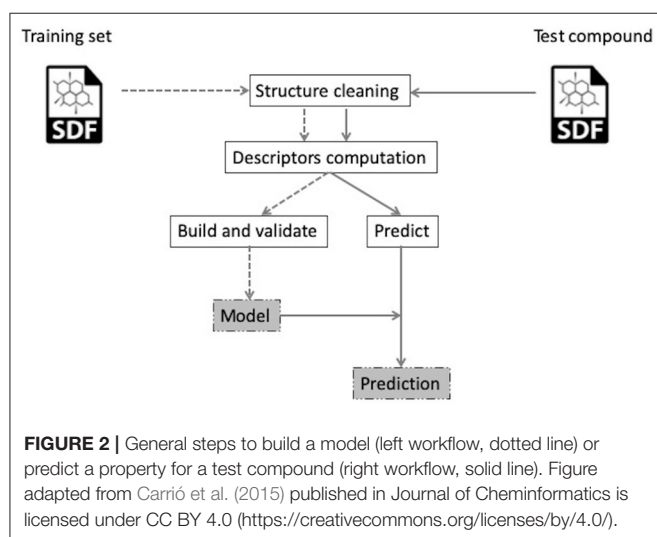 Training set
Test compound
SDF
Structure cleaning
SDF
Descriptors computation
Build and validate
Predict
Model
Prediction
FIGURE 2 | General steps to build a model (left workflow, dotted line) or
predict a property for a test compound (right workflow, solid line). Figure
adapted from Carrió et al. (2015) published in Journal of Cheminformatics is
licensed under CC BY 4.0 (https://creativecommons.org/licenses/by/4.0/).